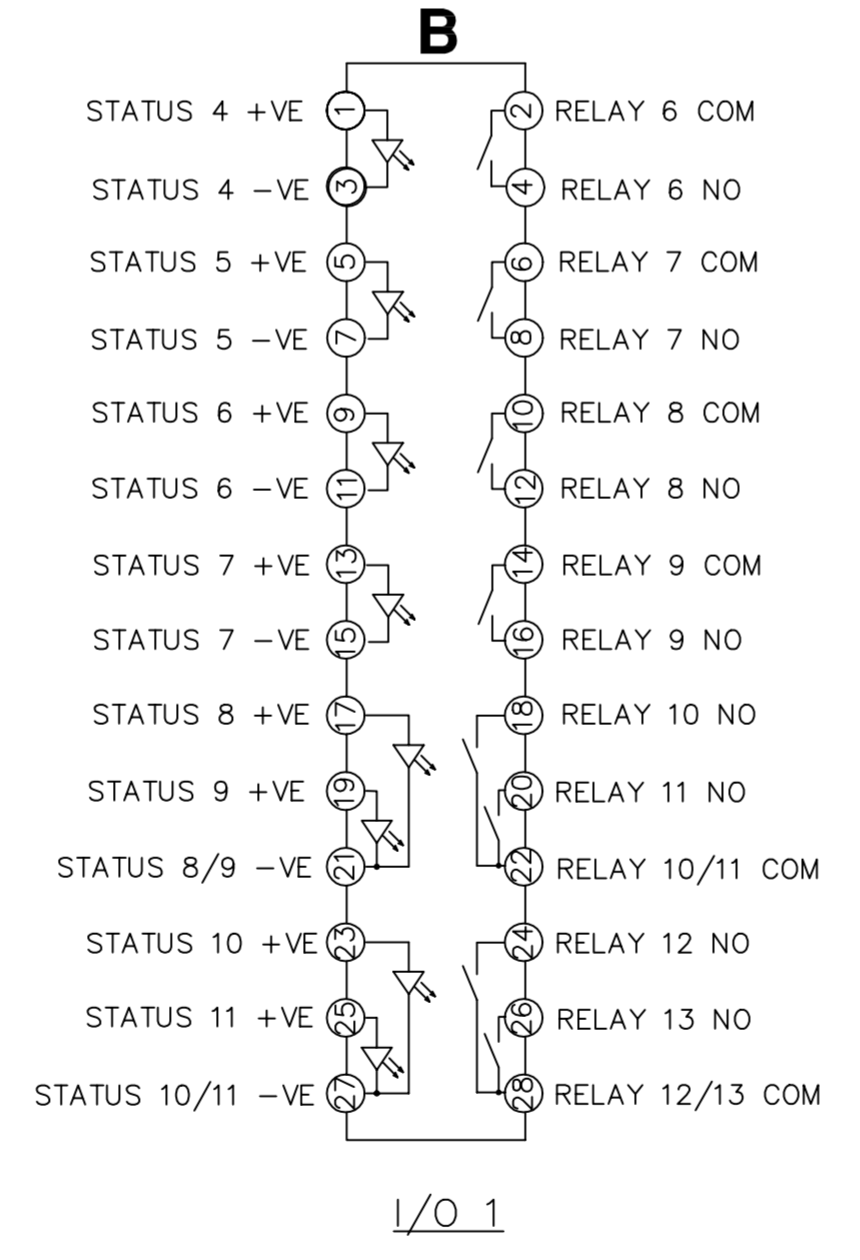 B
STATUS 4 +VE 1 2 RELAY 6 COM
STATUS 4 −VE 3 4 RELAY 6 NO
STATUS 5 +VE 5 6 RELAY 7 COM
STATUS 5 −VE 7 8 RELAY 7 NO
STATUS 6 +VE 9 10 RELAY 8 COM
STATUS 6 −VE 11 12 RELAY 8 NO
STATUS 7 +VE 13 14 RELAY 9 COM
STATUS 7 −VE 15 16 RELAY 9 NO
STATUS 8 +VE 17 18 RELAY 10 NO
STATUS 9 +VE 19 20 RELAY 11 NO
STATUS 8/9 −VE 21 22 RELAY 10/11 COM
STATUS 10 +VE 23 24 RELAY 12 NO
STATUS 11 +VE 25 26 RELAY 13 NO
STATUS 10/11 −VE 27 28 RELAY 12/13 COM
I/O 1